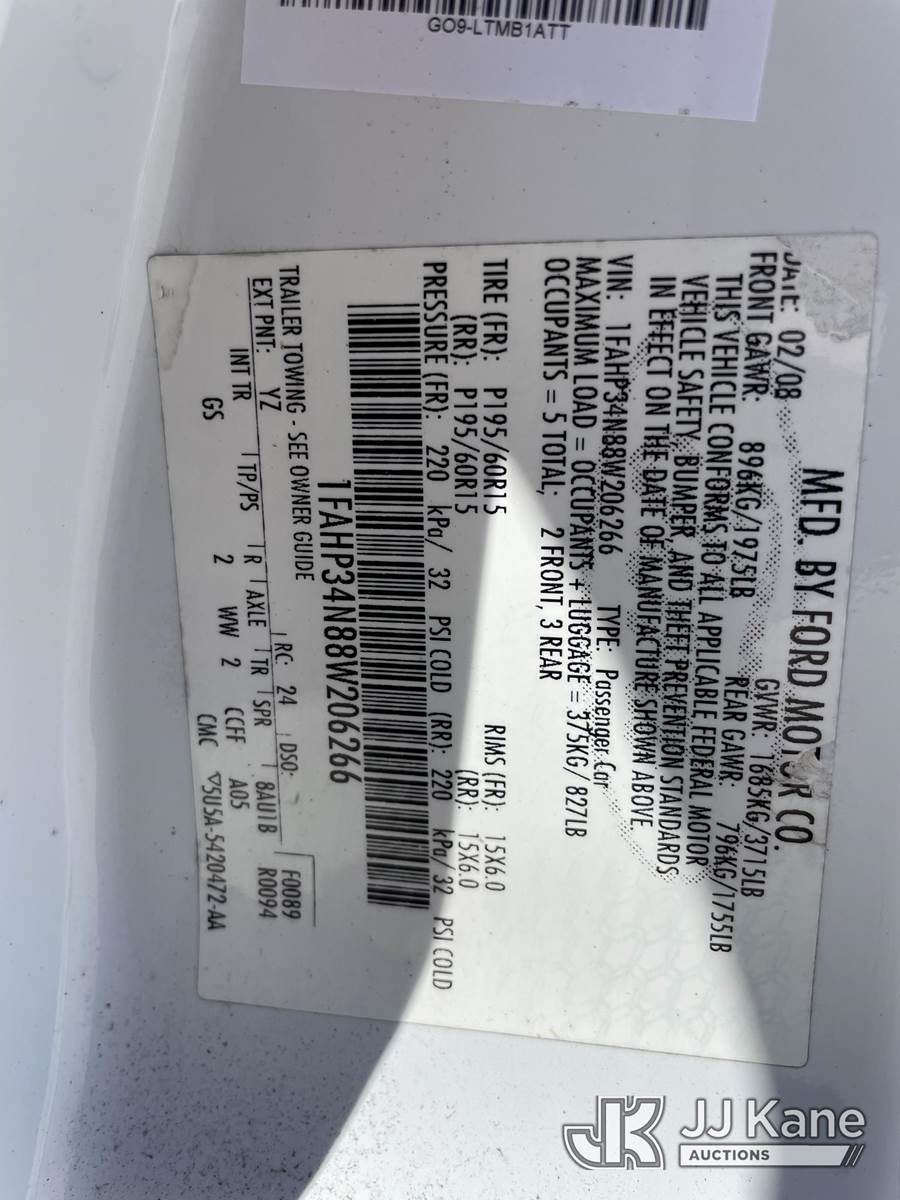 GO9-LTMB1ATT
MFD. BY FORD MOTOR CO.
DATE: 02/08 GVWR: 1685KG/3715LB
FRONT GAWR: 896KG/1975LB REAR GAWR: 796KG/1755LB
THIS VEHICLE CONFORMS TO ALL APPLICABLE FEDERAL MOTOR
VEHICLE SAFETY, BUMPER, AND THEFT PREVENTION STANDARDS
IN EFFECT ON THE DATE OF MANUFACTURE SHOWN ABOVE
VIN: 1FAHP34N88W206266 TYPE: Passenger Car
MAXIMUM LOAD = OCCUPANTS + LUGGAGE = 375KG/827LB
OCCUPANTS = 5 TOTAL; 2 FRONT, 3 REAR
TIRE (FR): P195/60R15 RIMS (FR): 15X6.0
(RR): P195/60R15 (RR): 15X6.0
PRESSURE (FR): 220 kPa/ 32 PSI COLD (RR): 220 kPa/ 32 PSI COLD
1FAHP34N88W206266
TRAILER TOWING - SEE OWNER GUIDE
EXT PNT: YZ RC: 24 DSO: F0089
INT TR TP/PS R AXLE TR SPR 8AU1B R0094
GS 2 WW 2 CCFF A05
CMC ▽5U5A-5420472-AA
JK JJ Kane
AUCTIONS